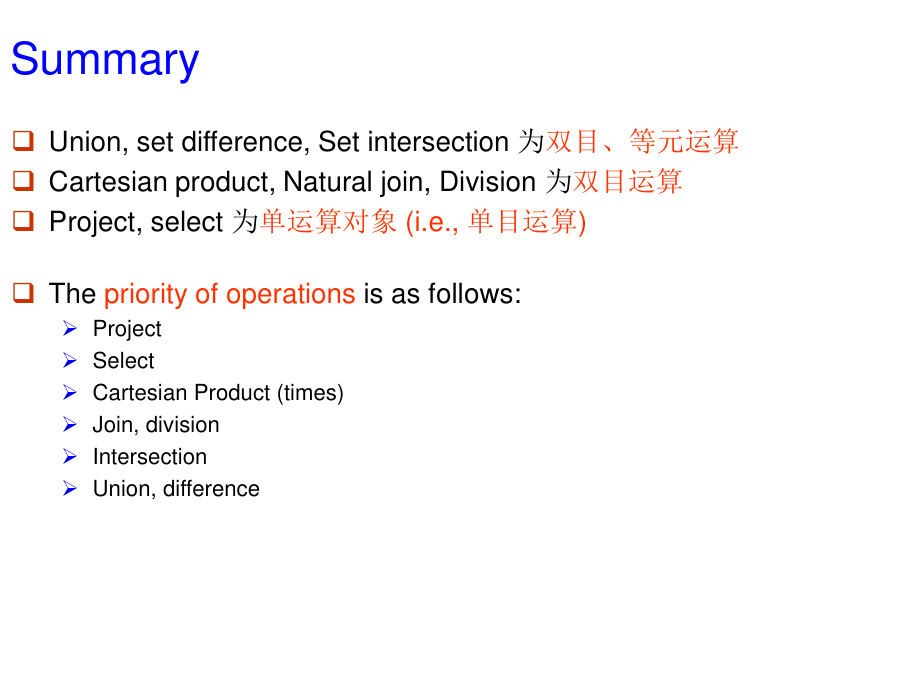 Summary
Union, set difference, Set intersection 为双目、等元运算
Cartesian product, Natural join, Division 为双目运算
Project, select 为单运算对象 (i.e., 单目运算)
The priority of operations is as follows:
Project
Select
Cartesian Product (times)
Join, division
Intersection
Union, difference